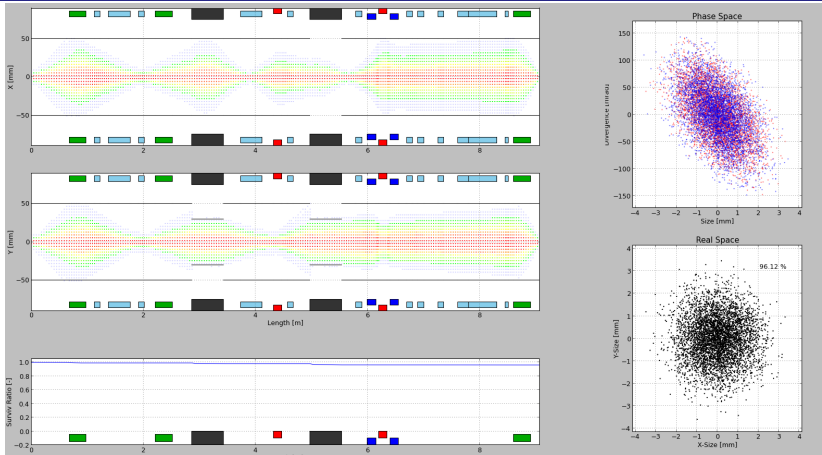 Phase Space
X [mm]
50
0
−50
0 2 4 6 8
Y [mm]
50
0
−50
0 2 4 6 8
Length [m]
Surviv Ratio [-]
1.0
0.8
0.6
0.4
0.2
0.0
−0.2
0 2 4 6 8
150
100
50
0
−50
−100
−150
−4 −3 −2 −1 0 1 2 3 4
Size [mm]
Real Space
96.12 %
Y-Size [mm]
4
3
2
1
0
−1
−2
−3
−4
−4 −3 −2 −1 0 1 2 3 4
X-Size [mm]